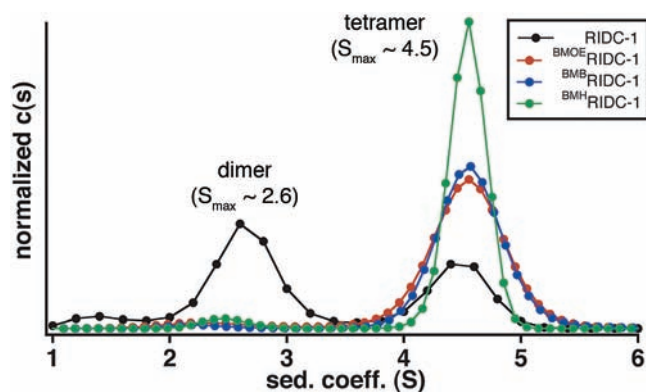 tetramer
(Smax ~ 4.5)
RIDC-1
BMOERIDC-1
BMBRIDC-1
BMHRIDC-1
dimer
(Smax ~ 2.6)
normalized c(s)
1 2 3 4 5 6
sed. coeff. (S)